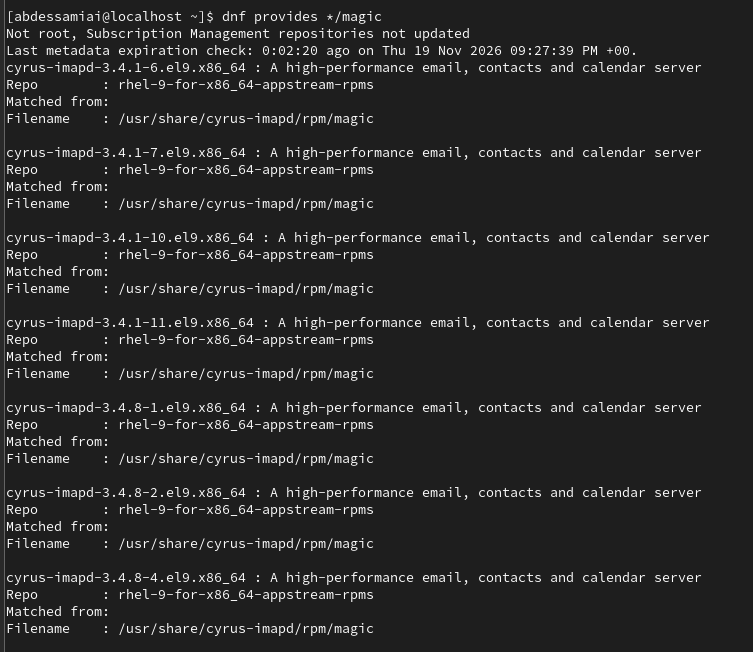 [abdessamiai@localhost ~]$ dnf provides */magic
Not root, Subscription Management repositories not updated
Last metadata expiration check: 0:02:20 ago on Thu 19 Nov 2026 09:27:39 PM +00.
cyrus-imapd-3.4.1-6.el9.x86_64 : A high-performance email, contacts and calendar server
Repo        : rhel-9-for-x86_64-appstream-rpms
Matched from:
Filename    : /usr/share/cyrus-imapd/rpm/magic

cyrus-imapd-3.4.1-7.el9.x86_64 : A high-performance email, contacts and calendar server
Repo        : rhel-9-for-x86_64-appstream-rpms
Matched from:
Filename    : /usr/share/cyrus-imapd/rpm/magic

cyrus-imapd-3.4.1-10.el9.x86_64 : A high-performance email, contacts and calendar server
Repo        : rhel-9-for-x86_64-appstream-rpms
Matched from:
Filename    : /usr/share/cyrus-imapd/rpm/magic

cyrus-imapd-3.4.1-11.el9.x86_64 : A high-performance email, contacts and calendar server
Repo        : rhel-9-for-x86_64-appstream-rpms
Matched from:
Filename    : /usr/share/cyrus-imapd/rpm/magic

cyrus-imapd-3.4.8-1.el9.x86_64 : A high-performance email, contacts and calendar server
Repo        : rhel-9-for-x86_64-appstream-rpms
Matched from:
Filename    : /usr/share/cyrus-imapd/rpm/magic

cyrus-imapd-3.4.8-2.el9.x86_64 : A high-performance email, contacts and calendar server
Repo        : rhel-9-for-x86_64-appstream-rpms
Matched from:
Filename    : /usr/share/cyrus-imapd/rpm/magic

cyrus-imapd-3.4.8-4.el9.x86_64 : A high-performance email, contacts and calendar server
Repo        : rhel-9-for-x86_64-appstream-rpms
Matched from:
Filename    : /usr/share/cyrus-imapd/rpm/magic